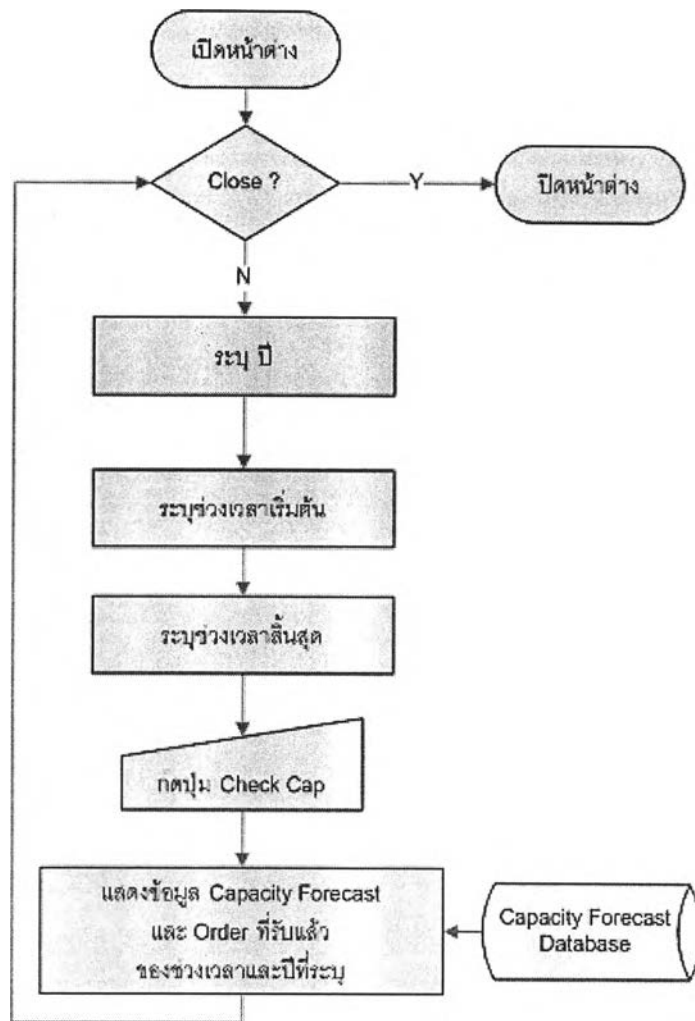 เปิดหน้าต่าง
Close ?
Y
ปิดหน้าต่าง
N
ระบุ ปี
ระบุช่วงเวลาเริ่มต้น
ระบุช่วงเวลาสิ้นสุด
กดปุ่ม Check Cap
แสดงข้อมูล Capacity Forecast
และ Order ที่รับแล้ว
ของช่วงเวลาและปีที่ระบุ
Capacity Forecast
Database